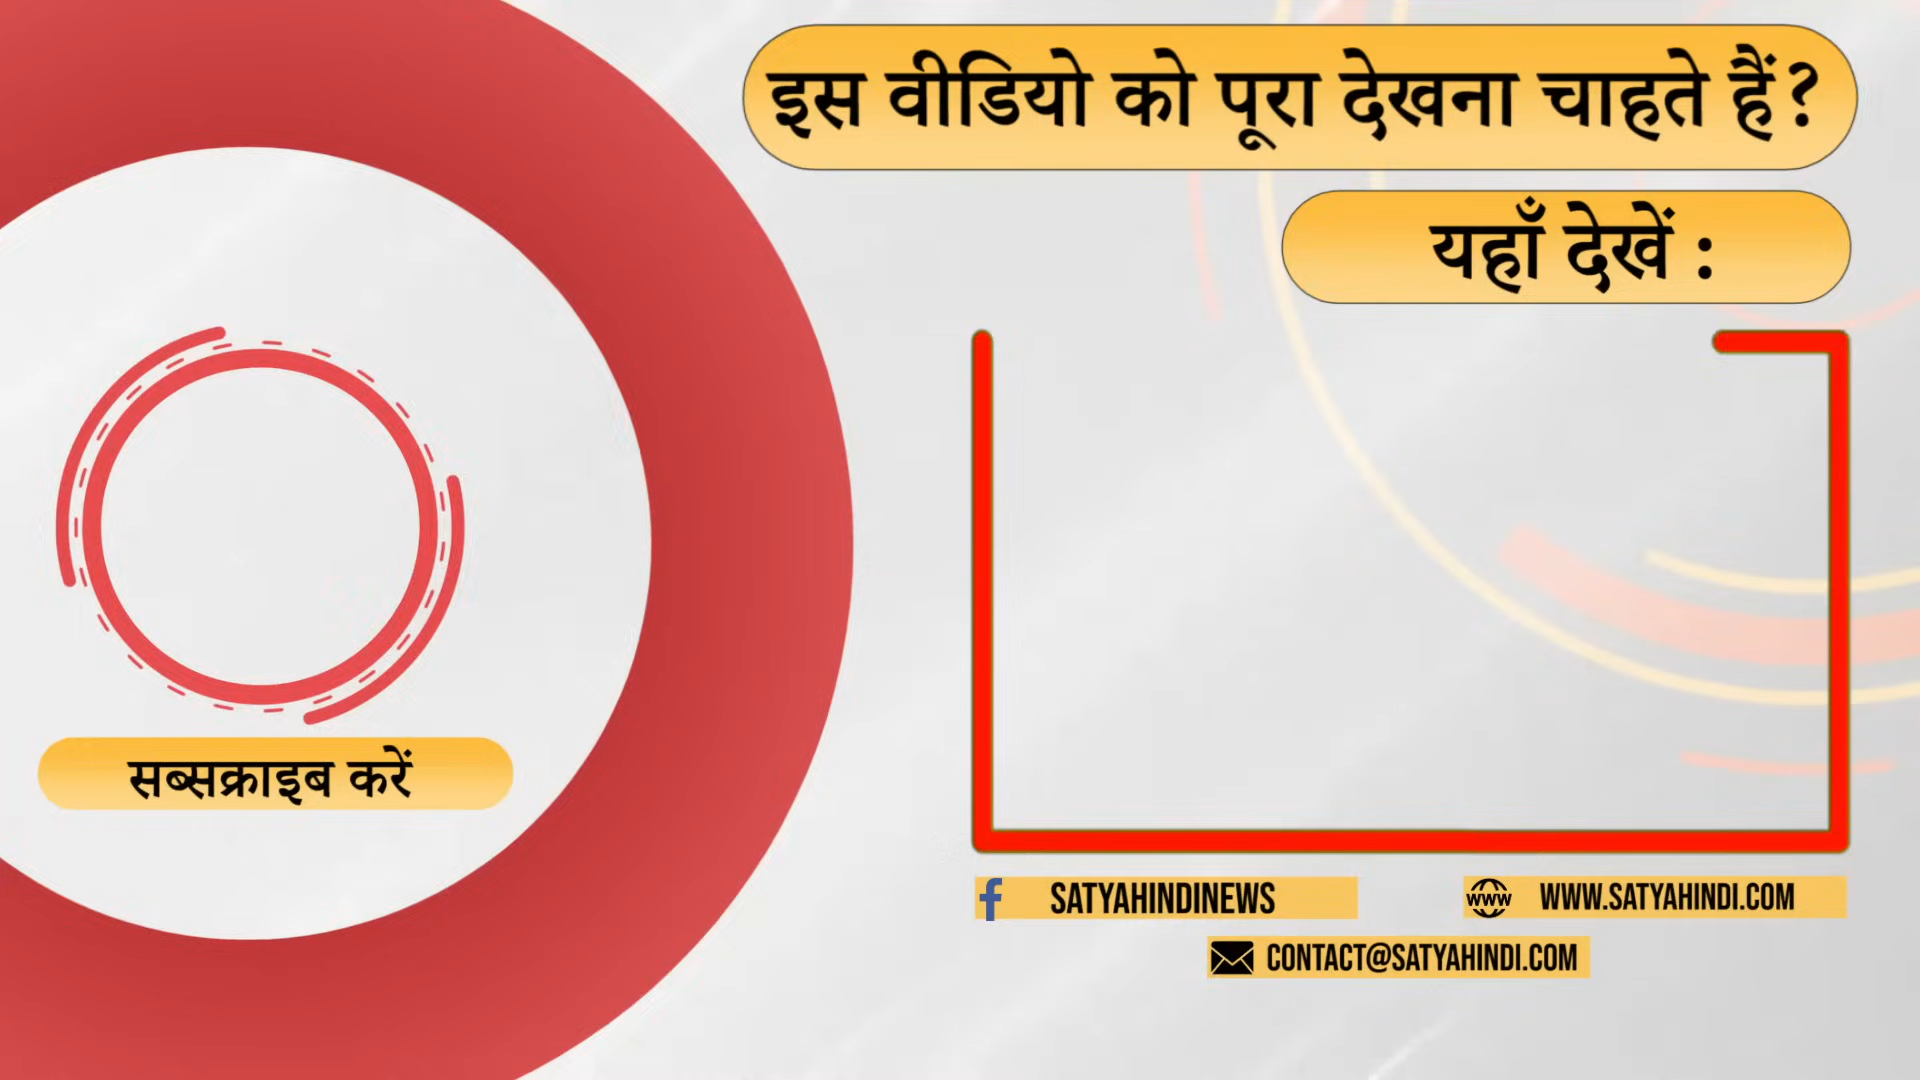 इस वीडियो को पूरा देखना चाहते हैं?
यहाँ देखें :
सब्सक्राइब करें
SATYAHINDINEWS
WWW WWW.SATYAHINDI.COM
CONTACT@SATYAHINDI.COM